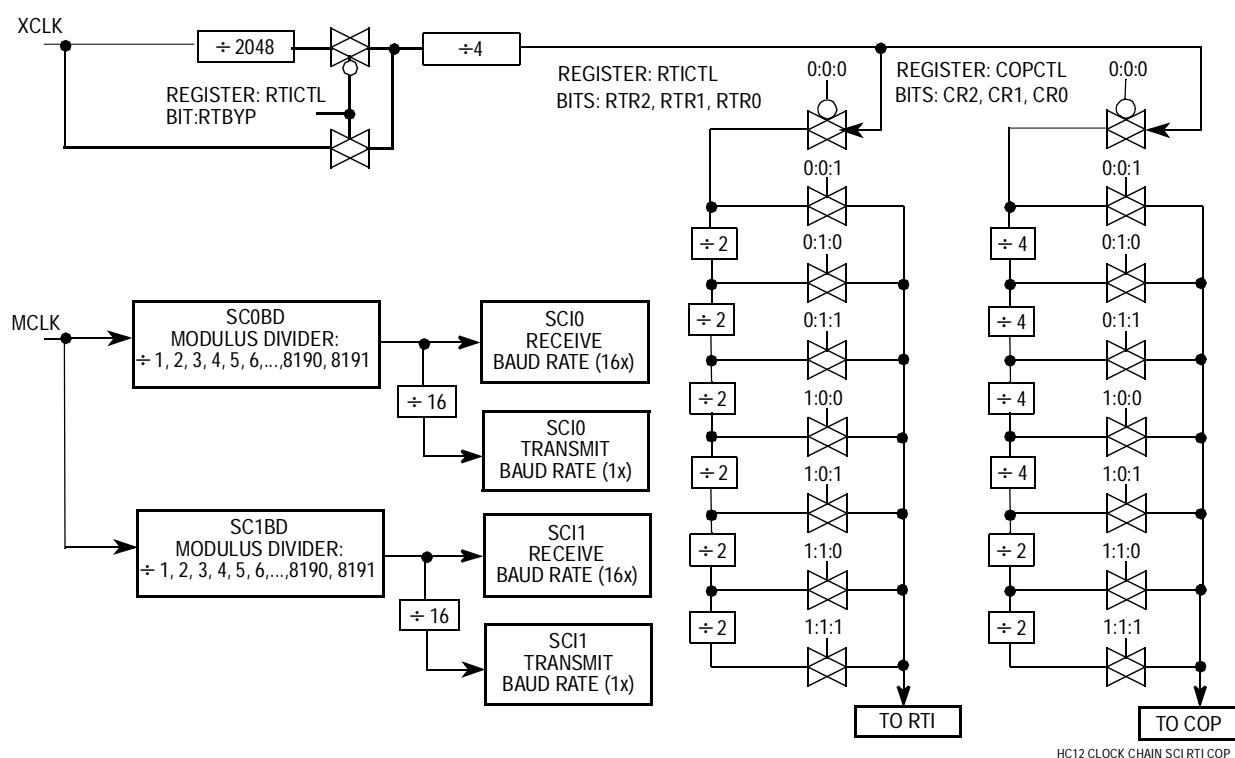 XCLK
÷ 2048
÷4
REGISTER: RTICTL
BIT:RTBYP
REGISTER: RTICTL
BITS: RTR2, RTR1, RTR0
0:0:0
REGISTER: COPCTL
BITS: CR2, CR1, CR0
0:0:0
MCLK
SC0BD
MODULUS DIVIDER:
÷ 1, 2, 3, 4, 5, 6,...,8190, 8191
SCI0
RECEIVE
BAUD RATE (16x)
÷ 16
SCI0
TRANSMIT
BAUD RATE (1x)
SC1BD
MODULUS DIVIDER:
÷ 1, 2, 3, 4, 5, 6,...,8190, 8191
SCI1
RECEIVE
BAUD RATE (16x)
÷ 16
SCI1
TRANSMIT
BAUD RATE (1x)
0:0:1
÷ 2
0:1:0
÷ 2
0:1:1
÷ 2
1:0:0
÷ 2
1:0:1
÷ 2
1:1:0
÷ 2
1:1:1
TO RTI
0:0:1
÷ 4
0:1:0
÷ 4
0:1:1
÷ 4
1:0:0
÷ 4
1:0:1
÷ 2
1:1:0
÷ 2
1:1:1
TO COP
HC12 CLOCK CHAIN SCI RTI COP